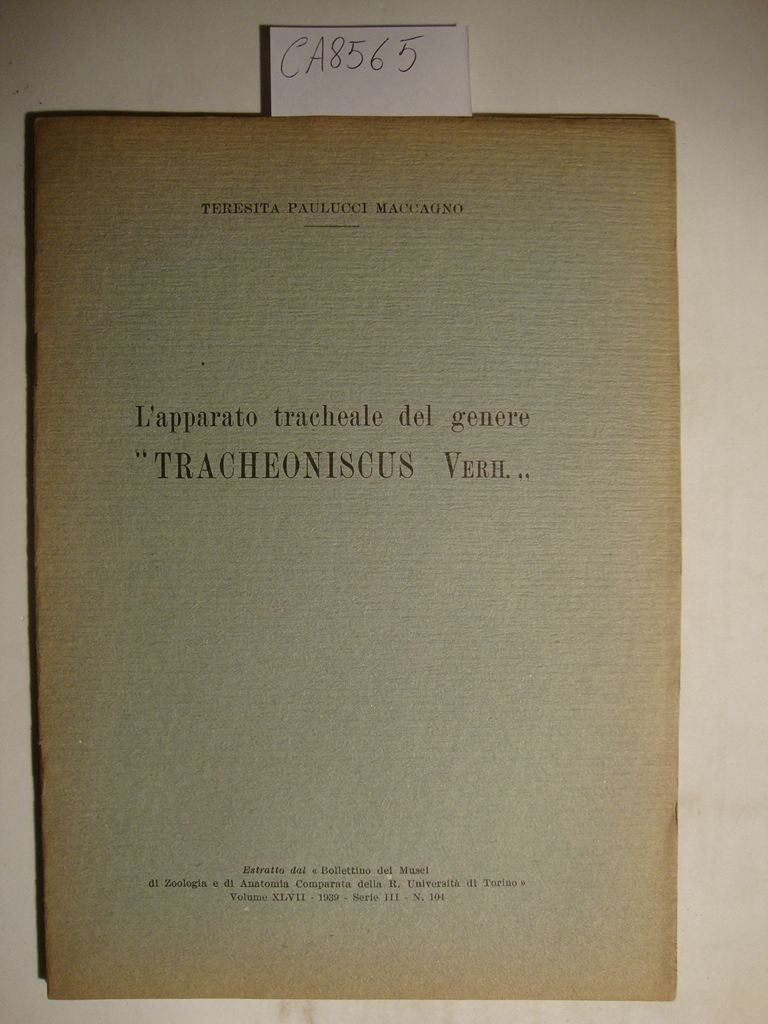 CA8565
TERESITA PAULUCCI MACCAGNO
L'apparato tracheale del genere
“TRACHEONISCUS VERH. „
Estratto dal « Bollettino dei Musei
di Zoologia e di Anatomia Comparata della R. Università di Torino »
Volume XLVII - 1939 - Serie III - N. 104